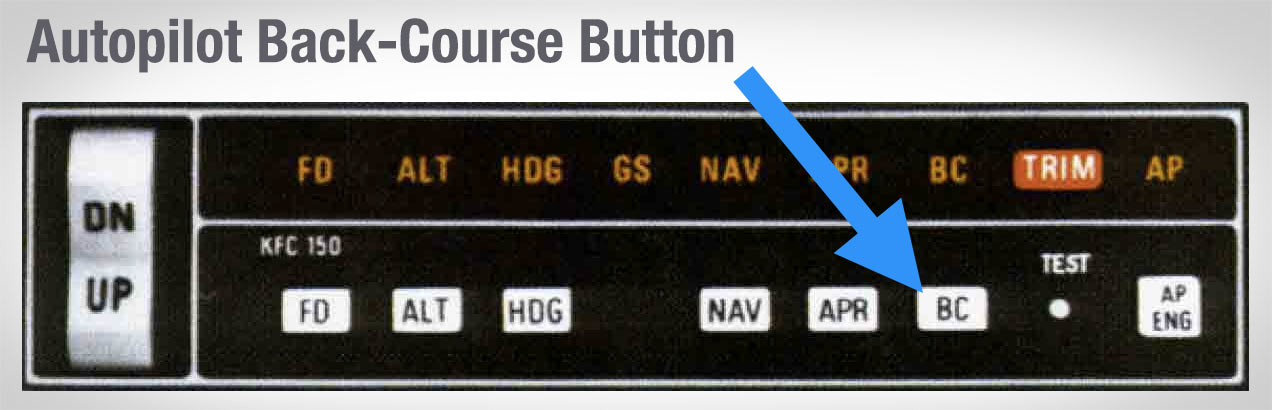 Autopilot Back-Course Button
FD ALT HDG GS NAV PR BC TRIM AP
DN
UP
KFC 150
TEST
FD ALT HDG NAV APR BC AP ENG